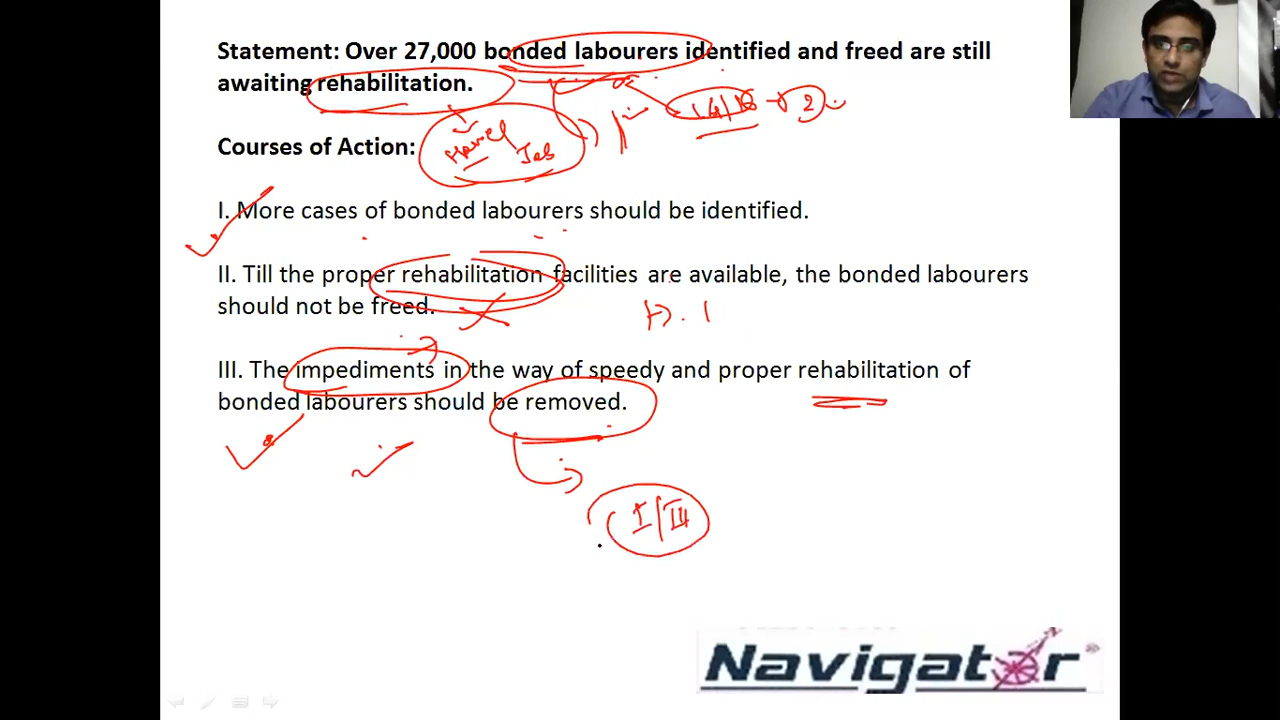 Statement: Over 27,000 bonded labourers identified and freed are still
awaiting rehabilitation.
Courses of Action:
Job
I. More cases of bonded labourers should be identified.
II. Till the proper rehabilitation facilities are available, the bonded labourers
should not be freed.
III. The impediments in the way of speedy and proper rehabilitation of
bonded labourers should be removed.
I/III
Navigator